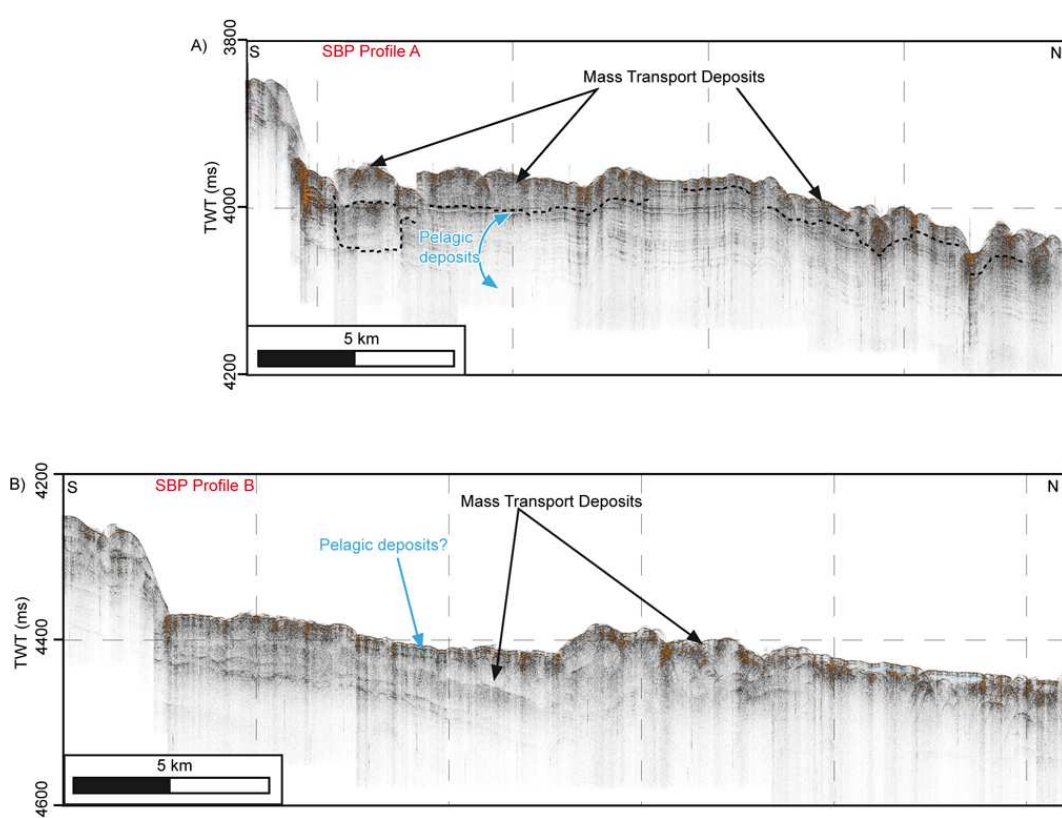 A)
3800
S
SBP Profile A
N
Mass Transport Deposits
TWT (ms)
4000
Pelagic
deposits
5 km
4200
B)
4200
S
SBP Profile B
N
Mass Transport Deposits
Pelagic deposits?
TWT (ms)
4400
5 km
4600